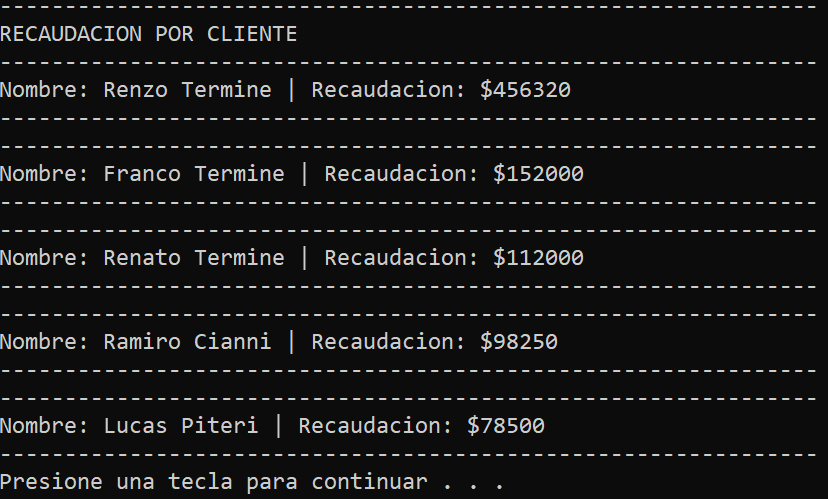 ---------------------------------------------------------------
RECAUDACION POR CLIENTE
---------------------------------------------------------------
Nombre: Renzo Termine | Recaudacion: $456320
---------------------------------------------------------------
---------------------------------------------------------------
Nombre: Franco Termine | Recaudacion: $152000
---------------------------------------------------------------
---------------------------------------------------------------
Nombre: Renato Termine | Recaudacion: $112000
---------------------------------------------------------------
---------------------------------------------------------------
Nombre: Ramiro Cianni | Recaudacion: $98250
---------------------------------------------------------------
---------------------------------------------------------------
Nombre: Lucas Piteri | Recaudacion: $78500
---------------------------------------------------------------
Presione una tecla para continuar . . .